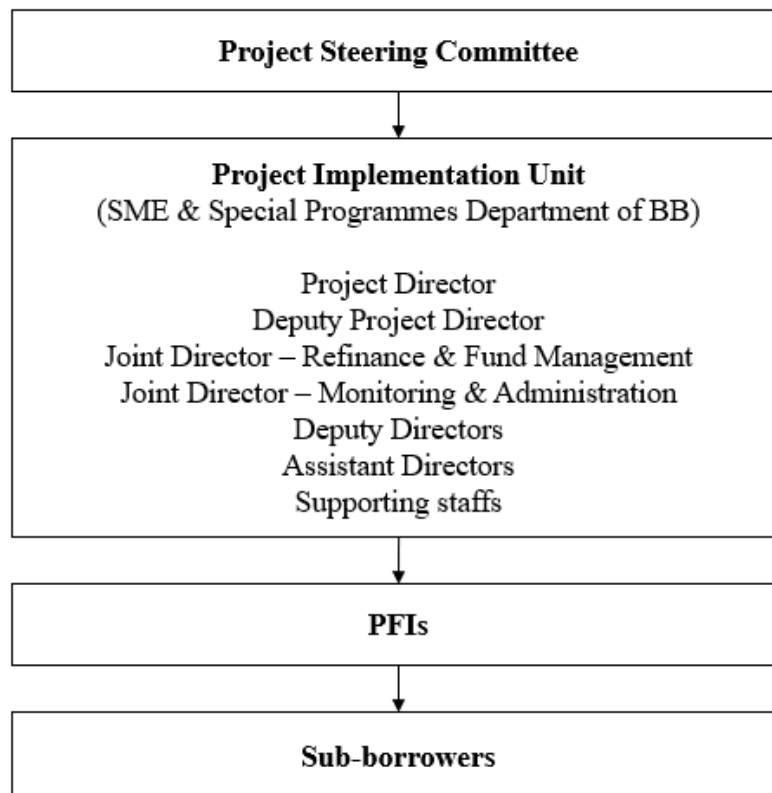 Project Steering Committee
Project Implementation Unit
(SME & Special Programmes Department of BB)
Project Director
Deputy Project Director
Joint Director – Refinance & Fund Management
Joint Director – Monitoring & Administration
Deputy Directors
Assistant Directors
Supporting staffs
PFIs
Sub-borrowers